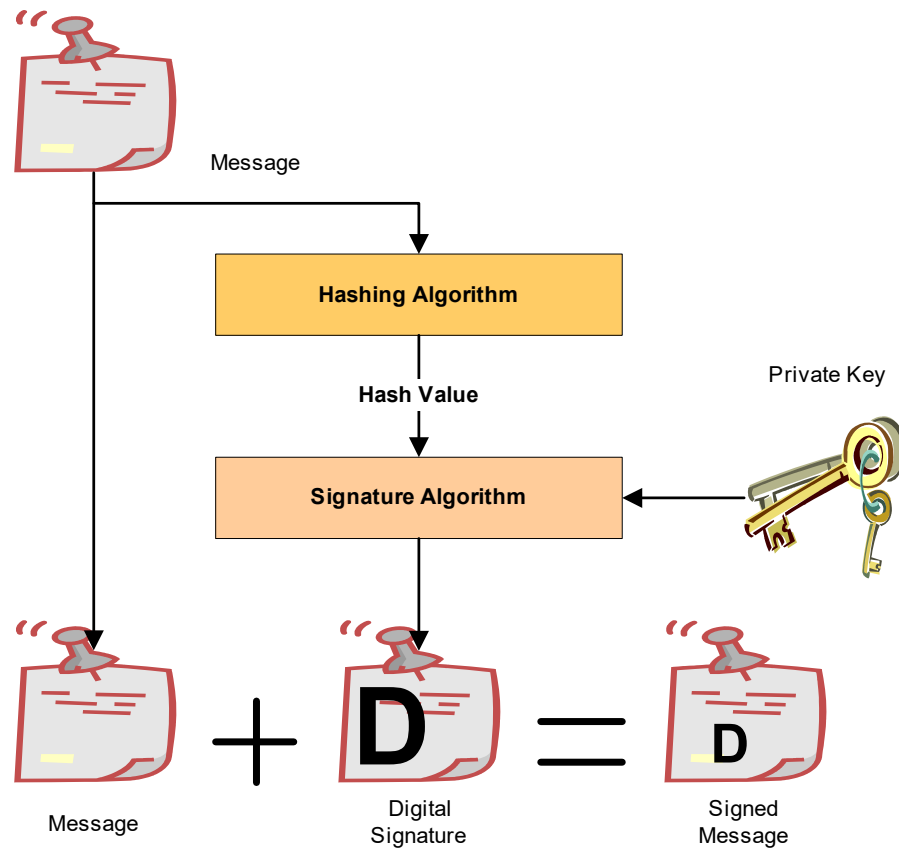 Message
Hashing Algorithm
Hash Value
Private Key
Signature Algorithm
D
D
Message
Digital
Signature
Signed
Message